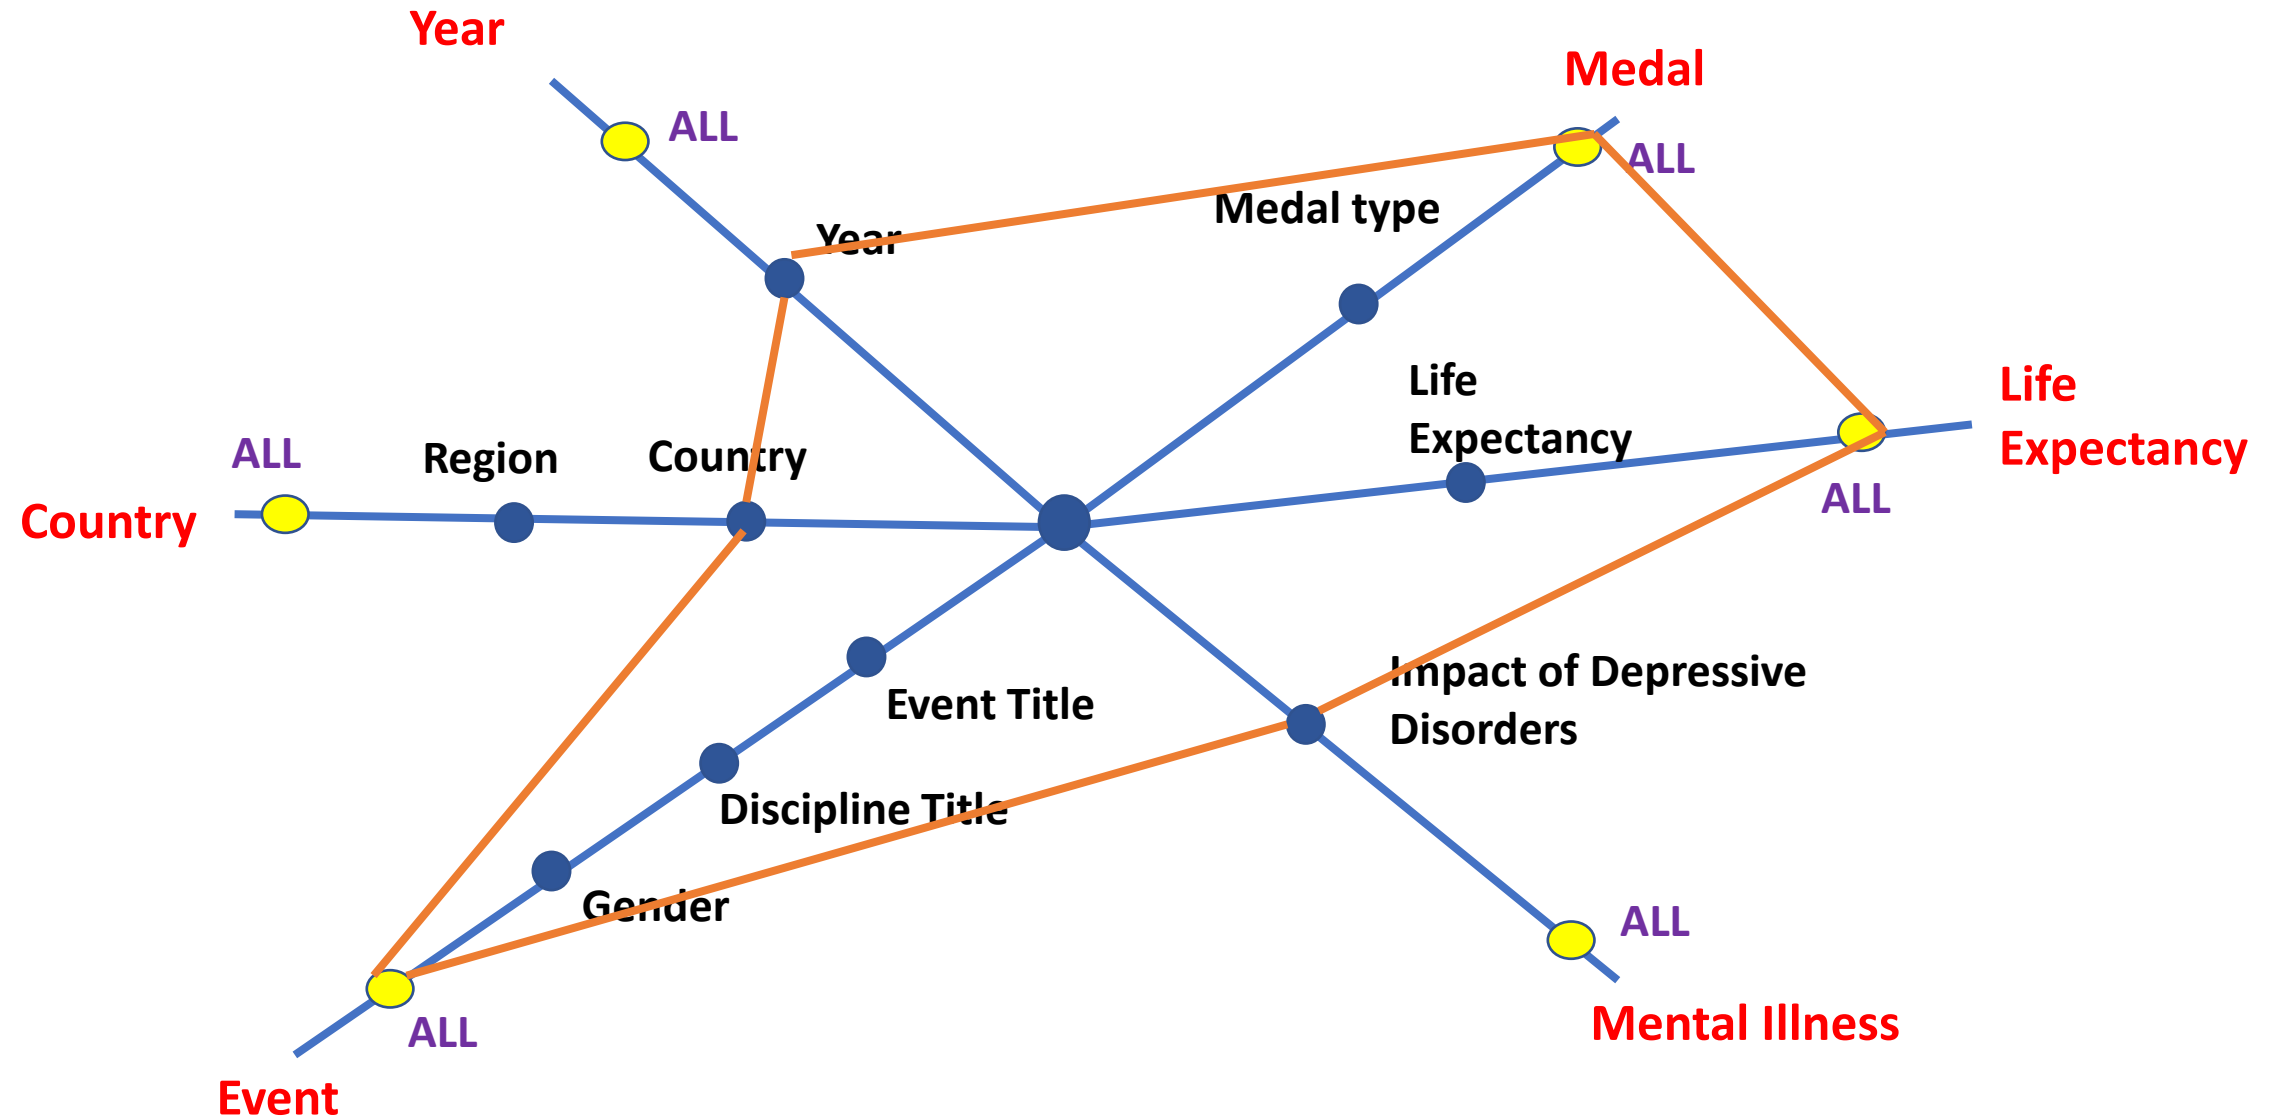 Year
Medal
ALL
ALL
Medal type
Year
Life
Expectancy
Life
Expectancy
ALL
Region
Country
ALL
Country
Impact of Depressive
Disorders
Event Title
Discipline Title
Gender
ALL
ALL
Mental Illness
Event